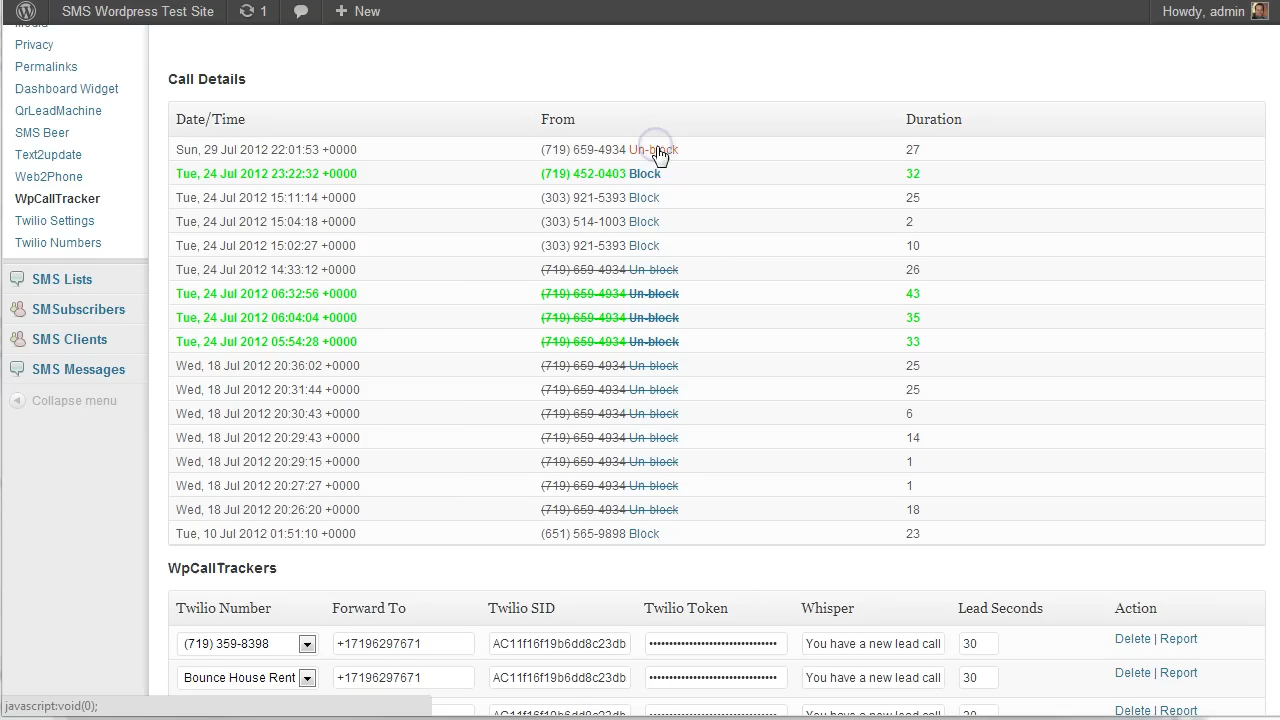 SMS Wordpress Test Site 1 + New Howdy, admin
Media
Privacy
Permalinks
Dashboard Widget
QrLeadMachine
SMS Beer
Text2update
Web2Phone
WpCallTracker
Twilio Settings
Twilio Numbers
SMS Lists
SMSubscribers
SMS Clients
SMS Messages
Collapse menu
Call Details
Date/Time From Duration
Sun, 29 Jul 2012 22:01:53 +0000 (719) 659-4934 Un-block 27
Tue, 24 Jul 2012 23:22:32 +0000 (719) 452-0403 Block 32
Tue, 24 Jul 2012 15:11:14 +0000 (303) 921-5393 Block 25
Tue, 24 Jul 2012 15:04:18 +0000 (303) 514-1003 Block 2
Tue, 24 Jul 2012 15:02:27 +0000 (303) 921-5393 Block 10
Tue, 24 Jul 2012 14:33:12 +0000 (719) 659-4934 Un-block 26
Tue, 24 Jul 2012 06:32:56 +0000 (719) 659-4934 Un-block 43
Tue, 24 Jul 2012 06:04:04 +0000 (719) 659-4934 Un-block 35
Tue, 24 Jul 2012 05:54:28 +0000 (719) 659-4934 Un-block 33
Wed, 18 Jul 2012 20:36:02 +0000 (719) 659-4934 Un-block 25
Wed, 18 Jul 2012 20:31:44 +0000 (719) 659-4934 Un-block 25
Wed, 18 Jul 2012 20:30:43 +0000 (719) 659-4934 Un-block 6
Wed, 18 Jul 2012 20:29:43 +0000 (719) 659-4934 Un-block 14
Wed, 18 Jul 2012 20:29:15 +0000 (719) 659-4934 Un-block 1
Wed, 18 Jul 2012 20:27:27 +0000 (719) 659-4934 Un-block 1
Wed, 18 Jul 2012 20:26:20 +0000 (719) 659-4934 Un-block 18
Tue, 10 Jul 2012 01:51:10 +0000 (651) 565-9898 Block 23
WpCallTrackers
Twilio Number Forward To Twilio SID Twilio Token Whisper Lead Seconds Action
(719) 359-8398 +17196297671 AC11f16f19b6dd8c23db •••••••••••••••••••••••••••••••• You have a new lead call 30 Delete | Report
Bounce House Rent +17196297671 AC11f16f19b6dd8c23db •••••••••••••••••••••••••••••••• You have a new lead call 30 Delete | Report
Delete | Report
javascript:void(0);